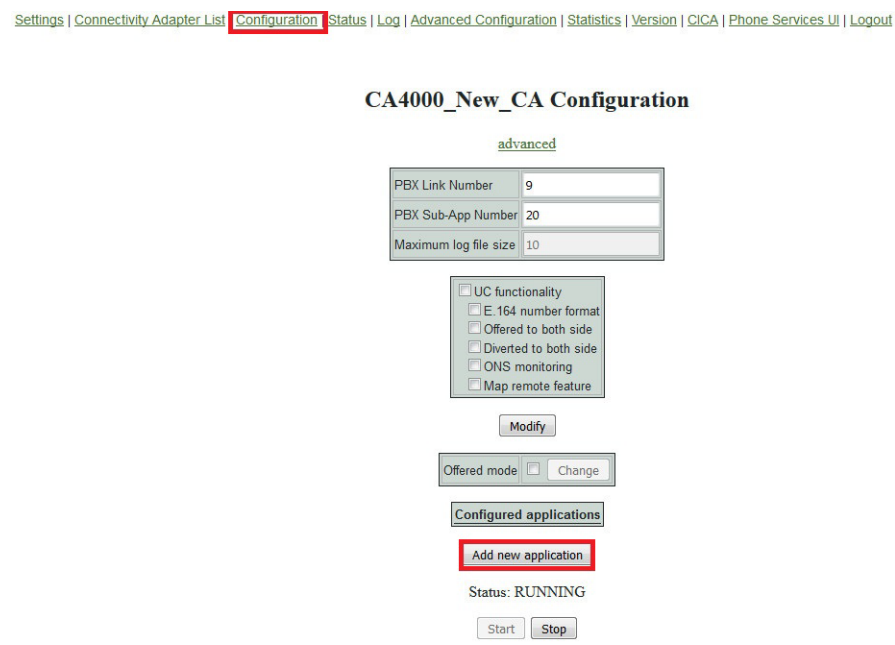 Settings | Connectivity Adapter List | Configuration | Status | Log | Advanced Configuration | Statistics | Version | CICA | Phone Services UI | Logout
CA4000_New_CA Configuration
advanced
PBX Link Number 9
PBX Sub-App Number 20
Maximum log file size 10
UC functionality
E.164 number format
Offered to both side
Diverted to both side
ONS monitoring
Map remote feature
Modify
Offered mode Change
Configured applications
Add new application
Status: RUNNING
Start Stop